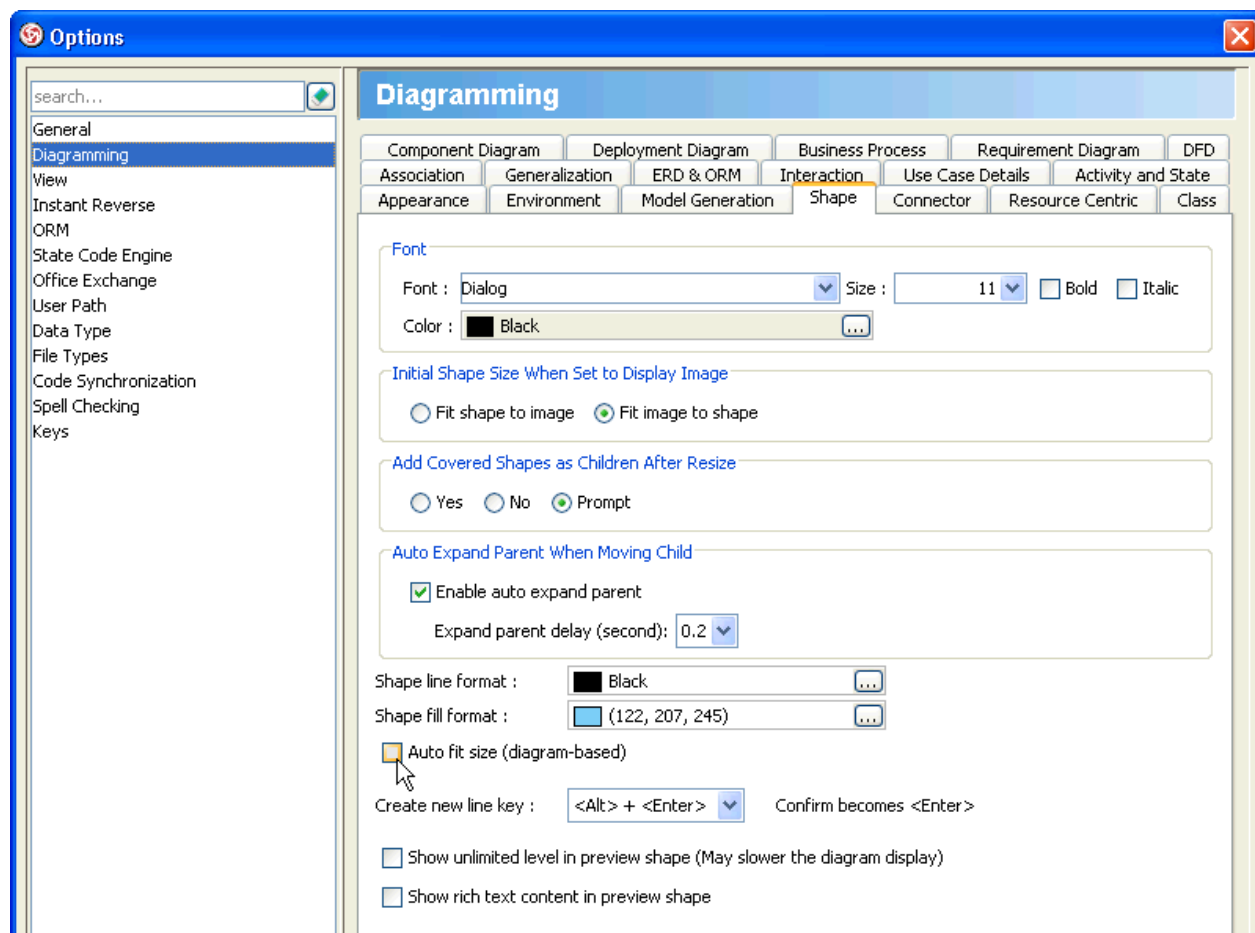 Options
search...
General
Diagramming
View
Instant Reverse
ORM
State Code Engine
Office Exchange
User Path
Data Type
File Types
Code Synchronization
Spell Checking
Keys
Diagramming
Component Diagram Deployment Diagram Business Process Requirement Diagram DFD
Association Generalization ERD & ORM Interaction Use Case Details Activity and State
Appearance Environment Model Generation Shape Connector Resource Centric Class
Font
Font : Dialog Size : 11 Bold Italic
Color : Black ...
Initial Shape Size When Set to Display Image
Fit shape to image Fit image to shape
Add Covered Shapes as Children After Resize
Yes No Prompt
Auto Expand Parent When Moving Child
Enable auto expand parent
Expand parent delay (second): 0.2
Shape line format : Black ...
Shape fill format : (122, 207, 245) ...
Auto fit size (diagram-based)
Create new line key : <Alt> + <Enter> Confirm becomes <Enter>
Show unlimited level in preview shape (May slower the diagram display)
Show rich text content in preview shape